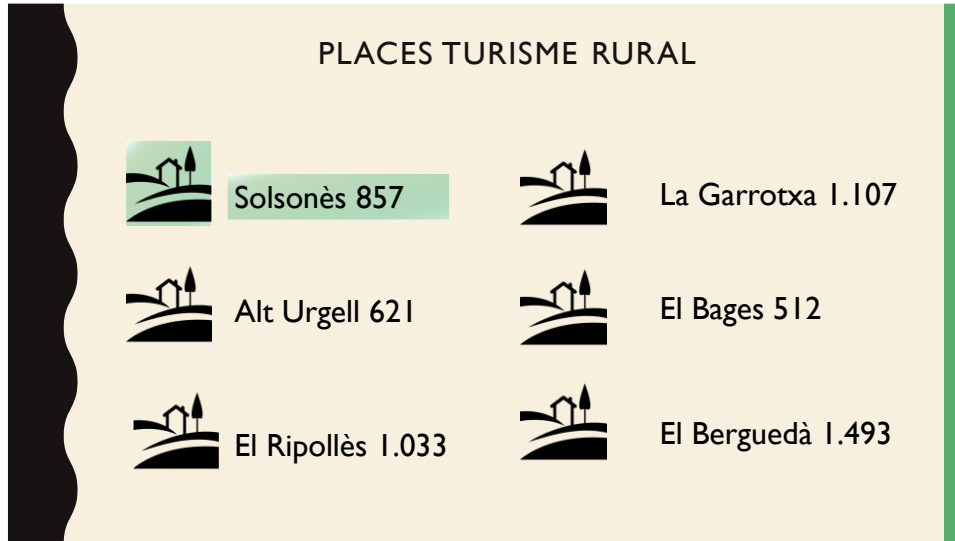 PLACES TURISME RURAL
Solsonès 857
La Garrotxa 1.107
Alt Urgell 621
El Bages 512
El Ripollès 1.033
El Berguedà 1.493